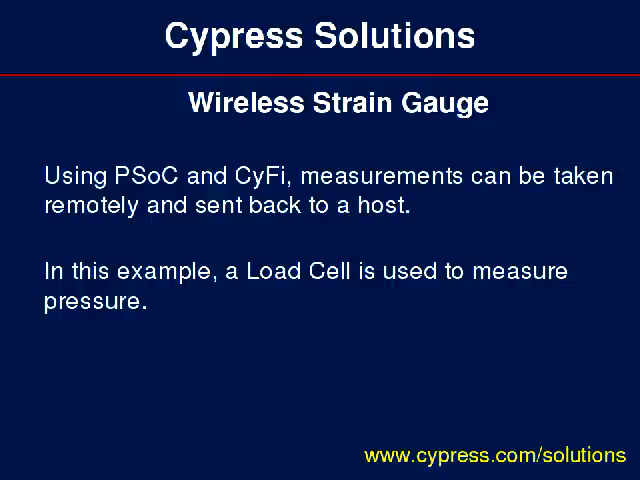 Cypress Solutions
Wireless Strain Gauge
Using PSoC and CyFi, measurements can be taken
remotely and sent back to a host.
In this example, a Load Cell is used to measure
pressure.
www.cypress.com/solutions